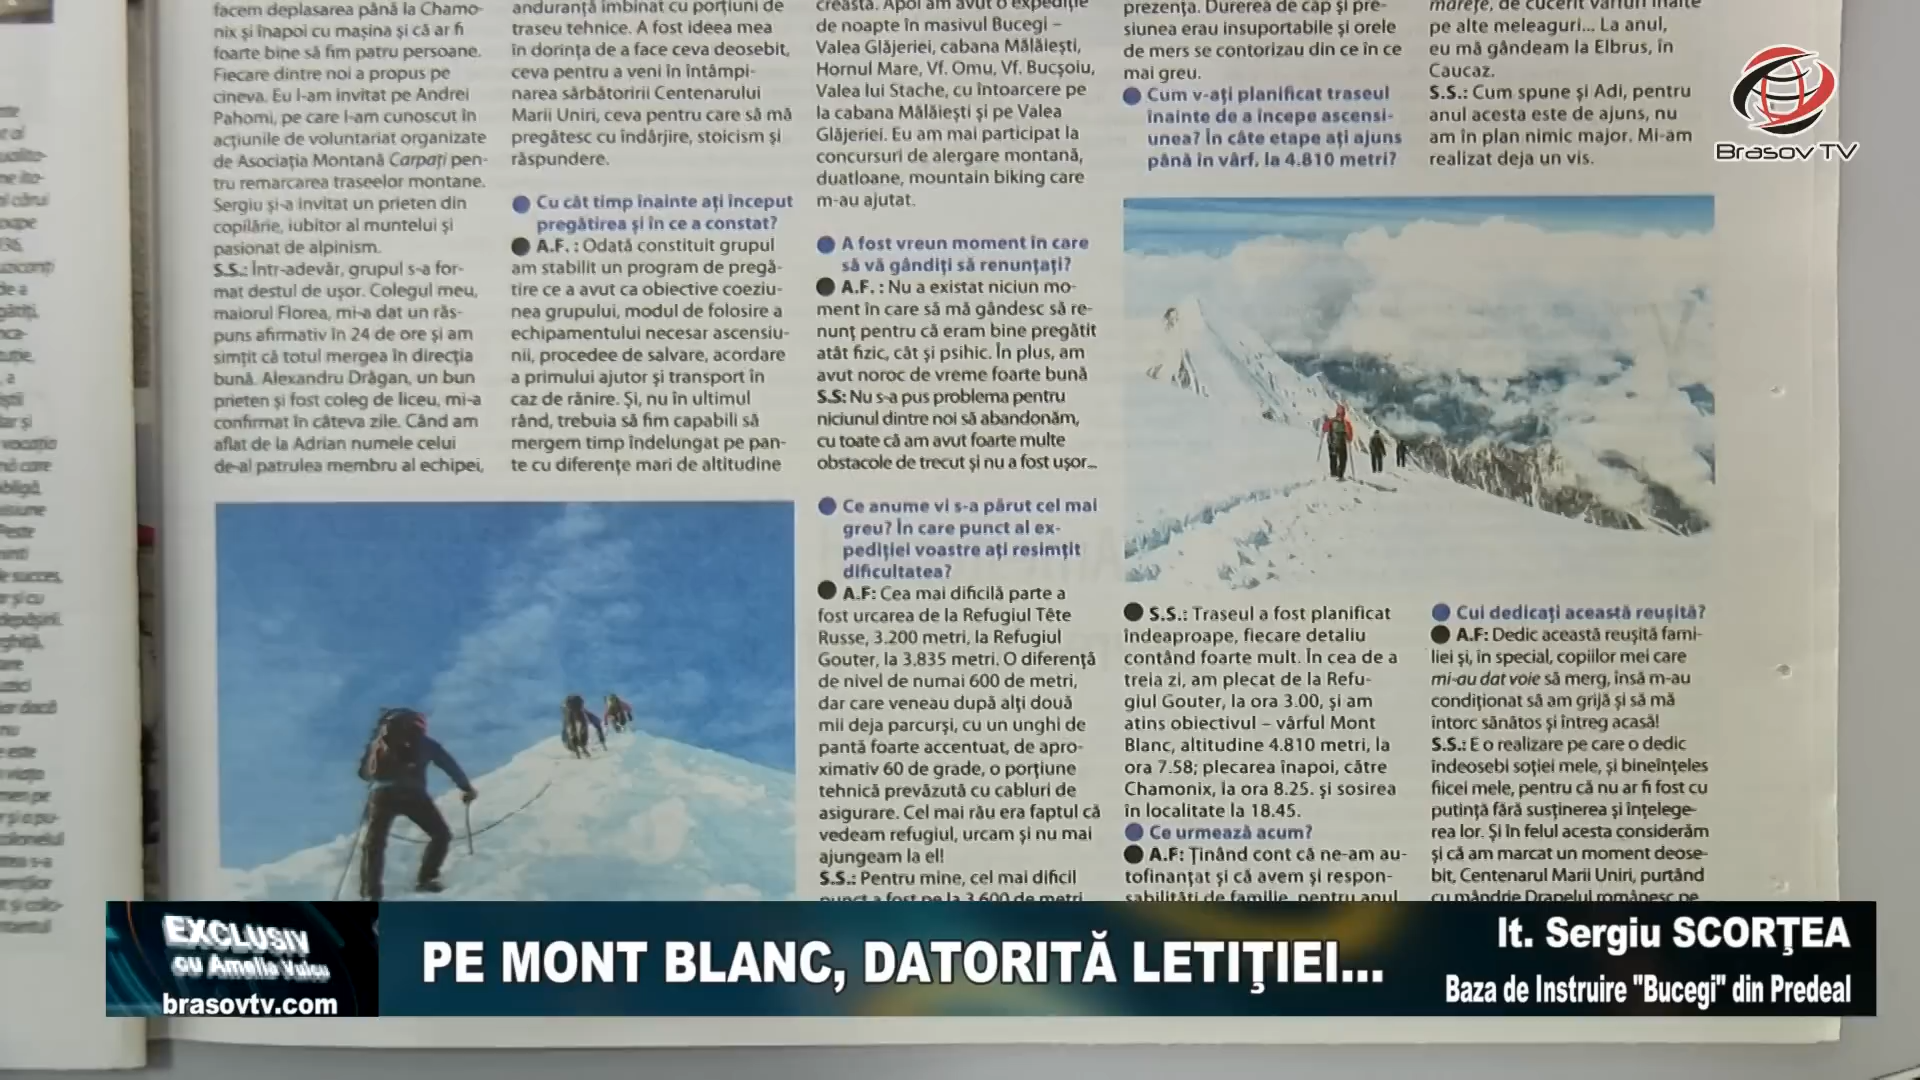 facem deplasarea până la Chamo-
nix și înapoi cu mașina și că ar fi
foarte bine să fim patru persoane.
Fiecare dintre noi a propus pe
cineva. Eu l-am invitat pe Andrei
Pahomi, pe care l-am cunoscut în
acțiunile de voluntariat organizate
de Asociația Montană Carpați pen-
tru remarcarea traseelor montane.
Sergiu și-a invitat un prieten din
copilărie, iubitor al muntelui și
pasionat de alpinism.
S.S.: Într-adevăr, grupul s-a for-
mat destul de ușor. Colegul meu,
maiorul Florea, mi-a dat un răs-
puns afirmativ în 24 de ore și am
simțit că totul mergea în direcția
bună. Alexandru Drăgan, un bun
prieten și fost coleg de liceu, mi-a
confirmat în câteva zile. Când am
aflat de la Adrian numele celui
de-al patrulea membru al echipei,
anduranță îmbinat cu porțiuni de
traseu tehnice. A fost ideea mea
în dorința de a face ceva deosebit,
ceva pentru a veni în întâmpi-
narea sărbătoririi Centenarului
Marii Uniri, ceva pentru care să mă
pregătesc cu îndârjire, stoicism și
răspundere.
Cu cât timp înainte ați început
pregătirea și în ce a constat?
A.F. : Odată constituit grupul
am stabilit un program de pregă-
tire ce a avut ca obiective coeziu-
nea grupului, modul de folosire a
echipamentului necesar ascensiu-
nii, procedee de salvare, acordare
a primului ajutor și transport în
caz de rănire. Și, nu în ultimul
rând, trebuia să fim capabili să
mergem timp îndelungat pe pan-
te cu diferențe mari de altitudine
creastă. Apoi am avut o expediție
de noapte în masivul Bucegi –
Valea Glăjeriei, cabana Mălăiești,
Hornul Mare, Vf. Omu, Vf. Bucșoiu,
Valea lui Stache, cu întoarcere pe
la cabana Mălăiești și pe Valea
Glăjeriei. Eu am mai participat la
concursuri de alergare montană,
duatloane, mountain biking care
m-au ajutat.
A fost vreun moment în care
să vă gândiți să renunțați?
A.F. : Nu a existat niciun mo-
ment în care să mă gândesc să re-
nunț pentru că eram bine pregătit
atât fizic, cât și psihic. În plus, am
avut noroc de vreme foarte bună
S.S: Nu s-a pus problema pentru
niciunul dintre noi să abandonăm,
cu toate că am avut foarte multe
obstacole de trecut și nu a fost ușor...
Ce anume vi s-a părut cel mai
greu? În care punct al ex-
pediției voastre ați resimțit
dificultatea?
A.F: Cea mai dificilă parte a
fost urcarea de la Refugiul Tête
Russe, 3.200 metri, la Refugiul
Gouter, la 3.835 metri. O diferență
de nivel de numai 600 de metri,
dar care veneau după alți două
mii deja parcurși, cu un unghi de
pantă foarte accentuat, de apro-
ximativ 60 de grade, o porțiune
tehnică prevăzută cu cabluri de
asigurare. Cel mai rău era faptul că
vedeam refugiul, urcam și nu mai
ajungeam la el!
S.S.: Pentru mine, cel mai dificil
punct a fost pe la 3.600 de metri
prezența. Durerea de cap și pre-
siunea erau insuportabile și orele
de mers se contorizau din ce în ce
mai greu.
Cum v-ați planificat traseul
înainte de a începe ascensi-
unea? În câte etape ați ajuns
până în vârf, la 4.810 metri?
S.S.: Traseul a fost planificat
îndeaproape, fiecare detaliu
contând foarte mult. În cea de a
treia zi, am plecat de la Refu-
giul Gouter, la ora 3.00, și am
atins obiectivul – vârful Mont
Blanc, altitudine 4.810 metri, la
ora 7.58; plecarea înapoi, către
Chamonix, la ora 8.25. și sosirea
în localitate la 18.45.
Ce urmează acum?
A.F: Ținând cont că ne-am au-
tofinanțat și că avem și respon-
sabilități de familie, pentru anul
marețe, de cucerit vârfuri înalte
pe alte meleaguri... La anul,
eu mă gândeam la Elbrus, în
Caucaz.
S.S.: Cum spune și Adi, pentru
anul acesta este de ajuns, nu
am în plan nimic major. Mi-am
realizat deja un vis.
Cui dedicați această reușită?
A.F: Dedic această reușită fami-
liei și, în special, copiilor mei care
mi-au dat voie să merg, însă m-au
condiționat să am grijă și să mă
întorc sănătos și întreg acasă!
S.S.: E o realizare pe care o dedic
îndeosebi soției mele, și bineînțeles
fiicei mele, pentru că nu ar fi fost cu
putință fără susținerea și înțelege-
rea lor. Și în felul acesta considerăm
și că am marcat un moment deose-
bit, Centenarul Marii Uniri, purtând
cu mândrie Drapelul românesc pe
Brasov TV
EXCLUSIV
cu Amelia Vulcu
brasovtv.com
PE MONT BLANC, DATORITĂ LETIŢIEI...
lt. Sergiu SCORŢEA
Baza de Instruire "Bucegi" din Predeal